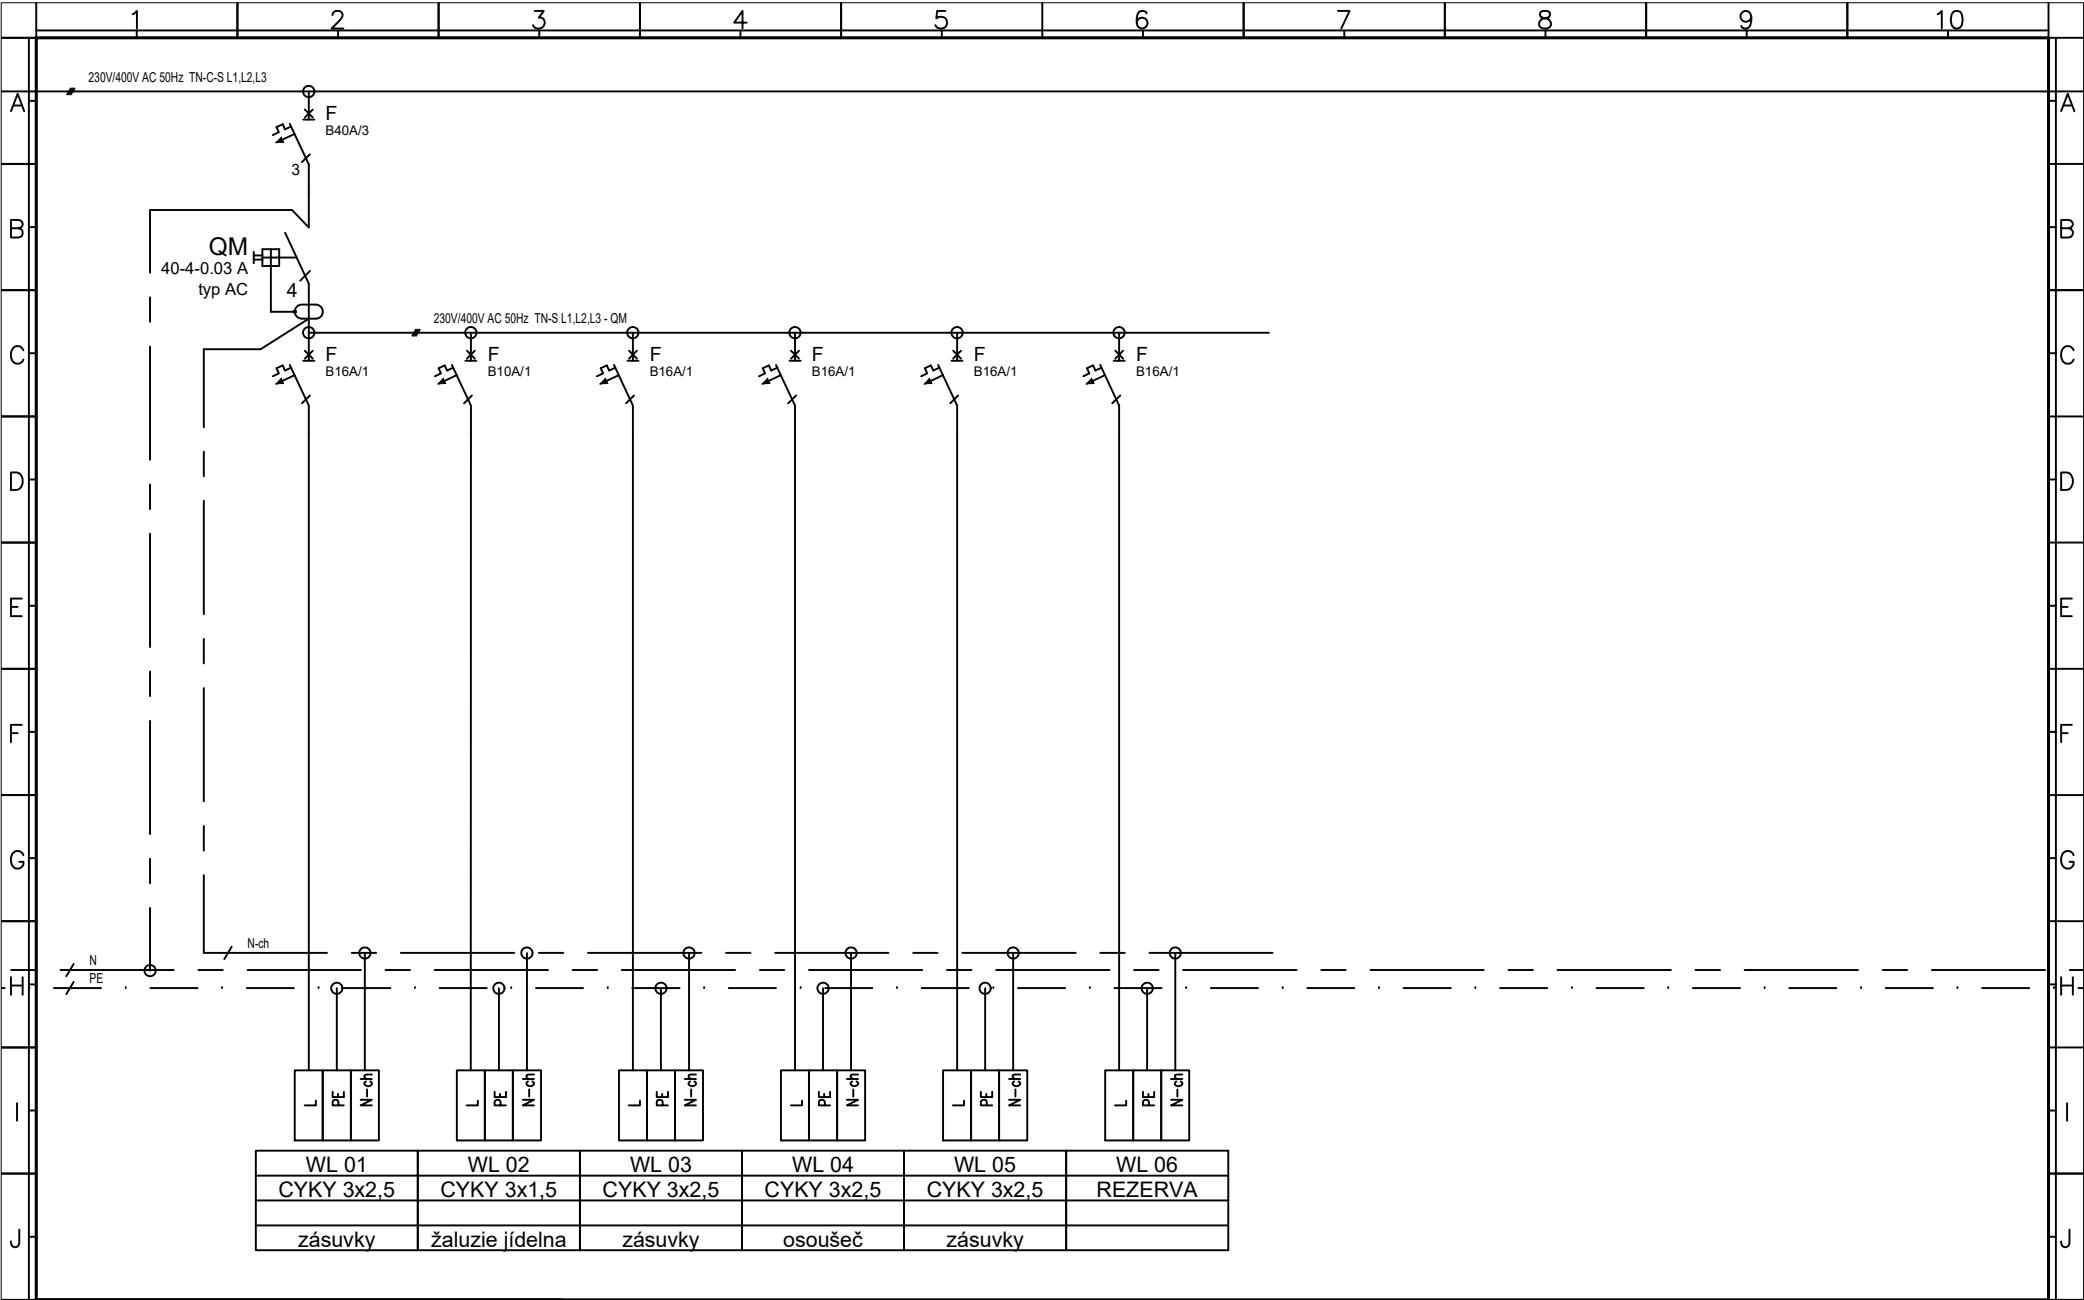 1 2 3 4 5 6 7 8 9 10
230V/400V AC 50Hz TN-C-S L1,L2,L3
A A
F
B40A/3
3
B B
QM
40-4-0.03 A
typ AC
4
230V/400V AC 50Hz TN-S L1,L2,L3 - QM
C C
F F F F F F
B16A/1 B10A/1 B16A/1 B16A/1 B16A/1 B16A/1
D D
E E
F F
G G
N-ch
N
PE
H H
L PE N-ch L PE N-ch L PE N-ch L PE N-ch L PE N-ch L PE N-ch
I I
WL 01 WL 02 WL 03 WL 04 WL 05 WL 06
CYKY 3x2,5 CYKY 3x1,5 CYKY 3x2,5 CYKY 3x2,5 CYKY 3x2,5 REZERVA
zásuvky žaluzie jídelna zásuvky osoušeč zásuvky
J J